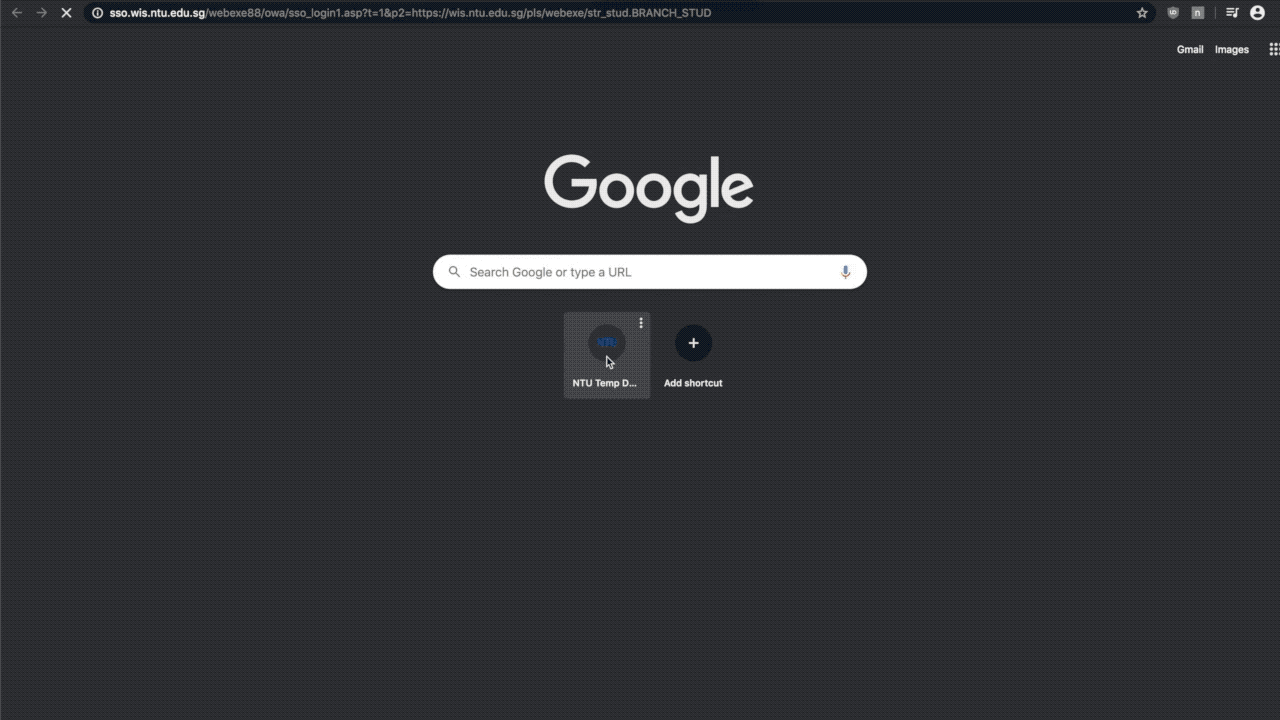 sso.wis.ntu.edu.sg/webexe88/owa/sso_login1.asp?t=1&p2=https://wis.ntu.edu.sg/pls/webexe/str_stud.BRANCH_STUD
n
Gmail Images
Google
Search Google or type a URL
NTU
NTU Temp D... Add shortcut